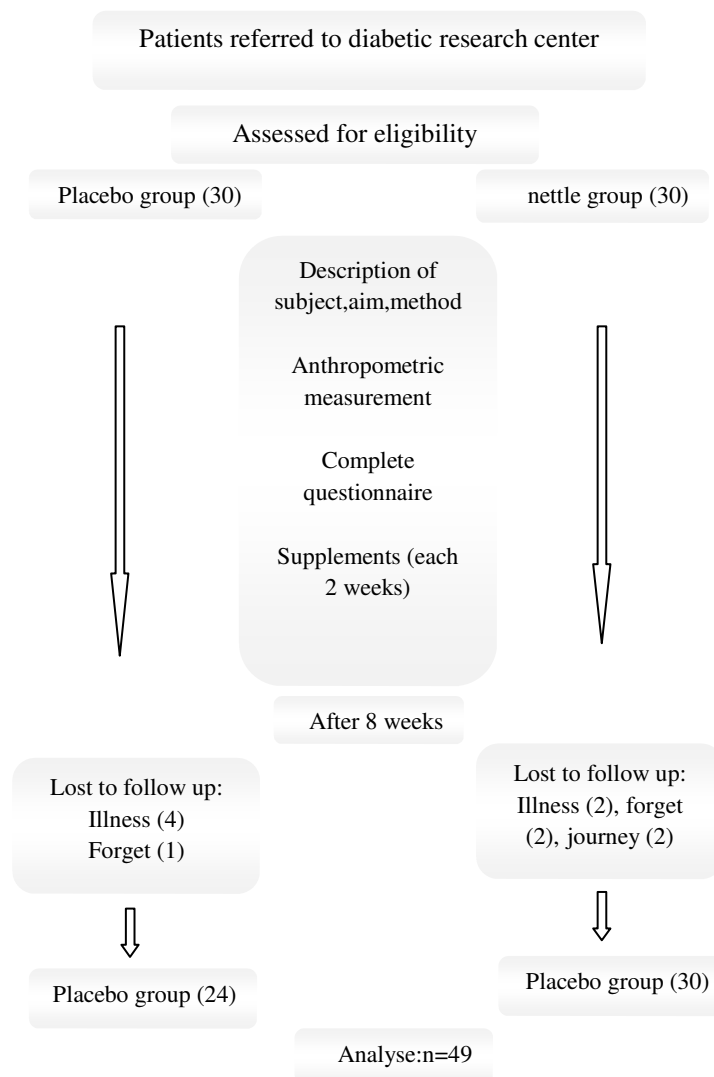 Patients referred to diabetic research center
Assessed for eligibility
Placebo group (30)
nettle group (30)
Description of
subject,aim,method
Anthropometric
measurement
Complete
questionnaire
Supplements (each
2 weeks)
After 8 weeks
Lost to follow up:
Illness (4)
Forget (1)
Lost to follow up:
Illness (2), forget
(2), journey (2)
Placebo group (24)
Placebo group (30)
Analyse:n=49